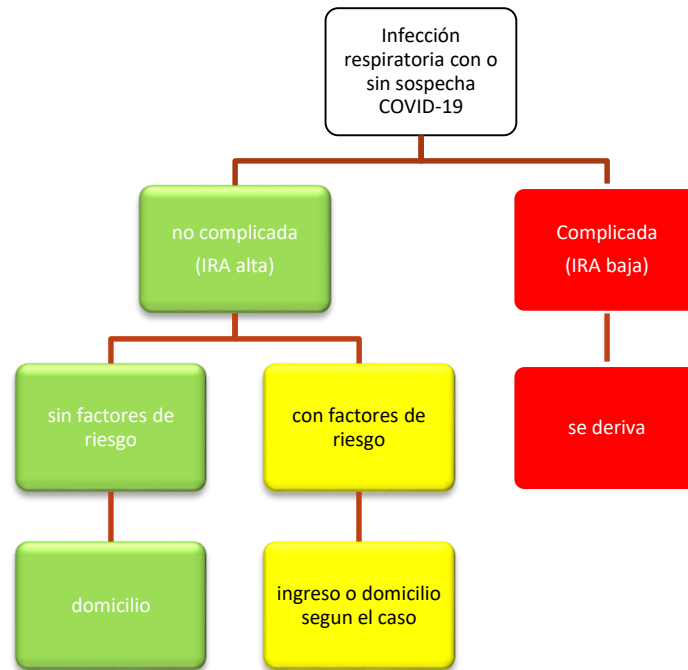 Infección
respiratoria con o
sin sospecha
COVID-19
no complicada
(IRA alta)
Complicada
(IRA baja)
sin factores de
riesgo
con factores de
riesgo
se deriva
domicilio
ingreso o domicilio
segun el caso